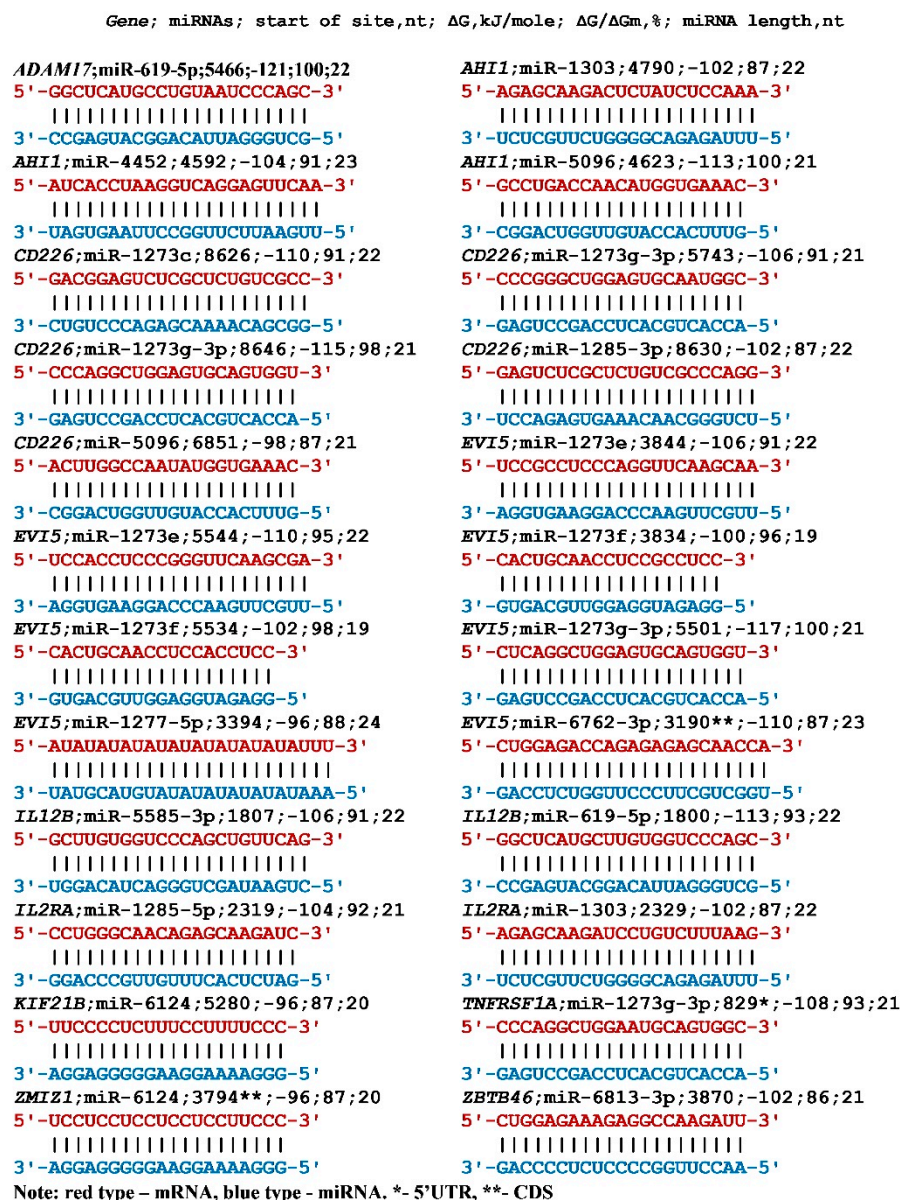 Gene; miRNAs; start of site,nt; ΔG,kJ/mole; ΔG/ΔGm,%; miRNA length,nt
ADAM17;miR-619-5p;5466;-121;100;22
5'-GGCUCAUGCCUGUAAUCCCAGC-3'
||||||||||||||||||||||
3'-CCGAGUACGGACAUUAGGGUCG-5'
AHI1;miR-4452;4592;-104;91;23
5'-AUCACCUAAGGUCAGGAGUUCAA-3'
|||||||||||||||||||||||
3'-UAGUGAAUUCCGGUUCUUAAGUU-5'
CD226;miR-1273c;8626;-110;91;22
5'-GACGGAGUCUCGCUCUGUCGCC-3'
||||||||||||||||||||||
3'-CUGUCCCAGAGCAAAACAGCGG-5'
CD226;miR-1273g-3p;8646;-115;98;21
5'-CCCAGGCUGGAGUGCAGUGGU-3'
|||||||||||||||||||||
3'-GAGUCCGACCUCACGUCACCA-5'
CD226;miR-5096;6851;-98;87;21
5'-ACUUGGCCAAUAUGGUGAAAC-3'
|||||||||||||||||||||
3'-CGGACUGGUUGUACCACUUUG-5'
EVI5;miR-1273e;5544;-110;95;22
5'-UCCACCUCCCGGGUUCAAGCGA-3'
||||||||||||||||||||||
3'-AGGUGAAGGACCCAAGUUCGUU-5'
EVI5;miR-1273f;5534;-102;98;19
5'-CACUGCAACCUCCACCUCC-3'
|||||||||||||||||||
3'-GUGACGUUGGAGGUAGAGG-5'
EVI5;miR-1277-5p;3394;-96;88;24
5'-AUAUAUAUAUAUAUAUAUAUAUUU-3'
||||||||||||||||||||||||
3'-UAUGCAUGUAUAUAUAUAUAUAAA-5'
IL12B;miR-5585-3p;1807;-106;91;22
5'-GCUUGUGGUCCCAGCUGUUCAG-3'
||||||||||||||||||||||
3'-UGGACAUCAGGGUCGAUAAGUC-5'
IL2RA;miR-1285-5p;2319;-104;92;21
5'-CCUGGGCAACAGAGCAAGAUC-3'
|||||||||||||||||||||
3'-GGACCCGUUGUUUCACUCUAG-5'
KIF21B;miR-6124;5280;-96;87;20
5'-UUCCCCUCUUUCCUUUUCCC-3'
||||||||||||||||||||
3'-AGGAGGGGGAAGGAAAAGGG-5'
ZMIZ1;miR-6124;3794**;-96;87;20
5'-UCCUCCUCCUCCUCCUUCCC-3'
||||||||||||||||||||
3'-AGGAGGGGGAAGGAAAAGGG-5'
AHI1;miR-1303;4790;-102;87;22
5'-AGAGCAAGACUCUAUCUCCAAA-3'
||||||||||||||||||||||
3'-UCUCGUUCUGGGGCAGAGAUUU-5'
AHI1;miR-5096;4623;-113;100;21
5'-GCCUGACCAACAUGGUGAAAC-3'
|||||||||||||||||||||
3'-CGGACUGGUUGUACCACUUUG-5'
CD226;miR-1273g-3p;5743;-106;91;21
5'-CCCGGGCUGGAGUGCAAUGGC-3'
|||||||||||||||||||||
3'-GAGUCCGACCUCACGUCACCA-5'
CD226;miR-1285-3p;8630;-102;87;22
5'-GAGUCUCGCUCUGUCGCCCAGG-3'
||||||||||||||||||||||
3'-UCCAGAGUGAAACAACGGGUCU-5'
EVI5;miR-1273e;3844;-106;91;22
5'-UCCGCCUCCCAGGUUCAAGCAA-3'
||||||||||||||||||||||
3'-AGGUGAAGGACCCAAGUUCGUU-5'
EVI5;miR-1273f;3834;-100;96;19
5'-CACUGCAACCUCCGCCUCC-3'
|||||||||||||||||||
3'-GUGACGUUGGAGGUAGAGG-5'
EVI5;miR-1273g-3p;5501;-117;100;21
5'-CUCAGGCUGGAGUGCAGUGGU-3'
|||||||||||||||||||||
3'-GAGUCCGACCUCACGUCACCA-5'
EVI5;miR-6762-3p;3190**;-110;87;23
5'-CUGGAGACCAGAGAGAGCAACCA-3'
|||||||||||||||||||||||
3'-GACCUCUGGUUCCCUUCGUCGGU-5'
IL12B;miR-619-5p;1800;-113;93;22
5'-GGCUCAUGCUUGUGGUCCCAGC-3'
||||||||||||||||||||||
3'-CCGAGUACGGACAUUAGGGUCG-5'
IL2RA;miR-1303;2329;-102;87;22
5'-AGAGCAAGAUCCUGUCUUUAAG-3'
||||||||||||||||||||||
3'-UCUCGUUCUGGGGCAGAGAUUU-5'
TNFRSF1A;miR-1273g-3p;829*;-108;93;21
5'-CCCAGGCUGGAAUGCAGUGGC-3'
|||||||||||||||||||||
3'-GAGUCCGACCUCACGUCACCA-5'
ZBTB46;miR-6813-3p;3870;-102;86;21
5'-CUGGAGAAAGAGGCCAAGAUU-3'
|||||||||||||||||||||
3'-GACCCCUCUCCCCGGUUCCAA-5'
Note: red type – mRNA, blue type - miRNA. *- 5'UTR, **- CDS